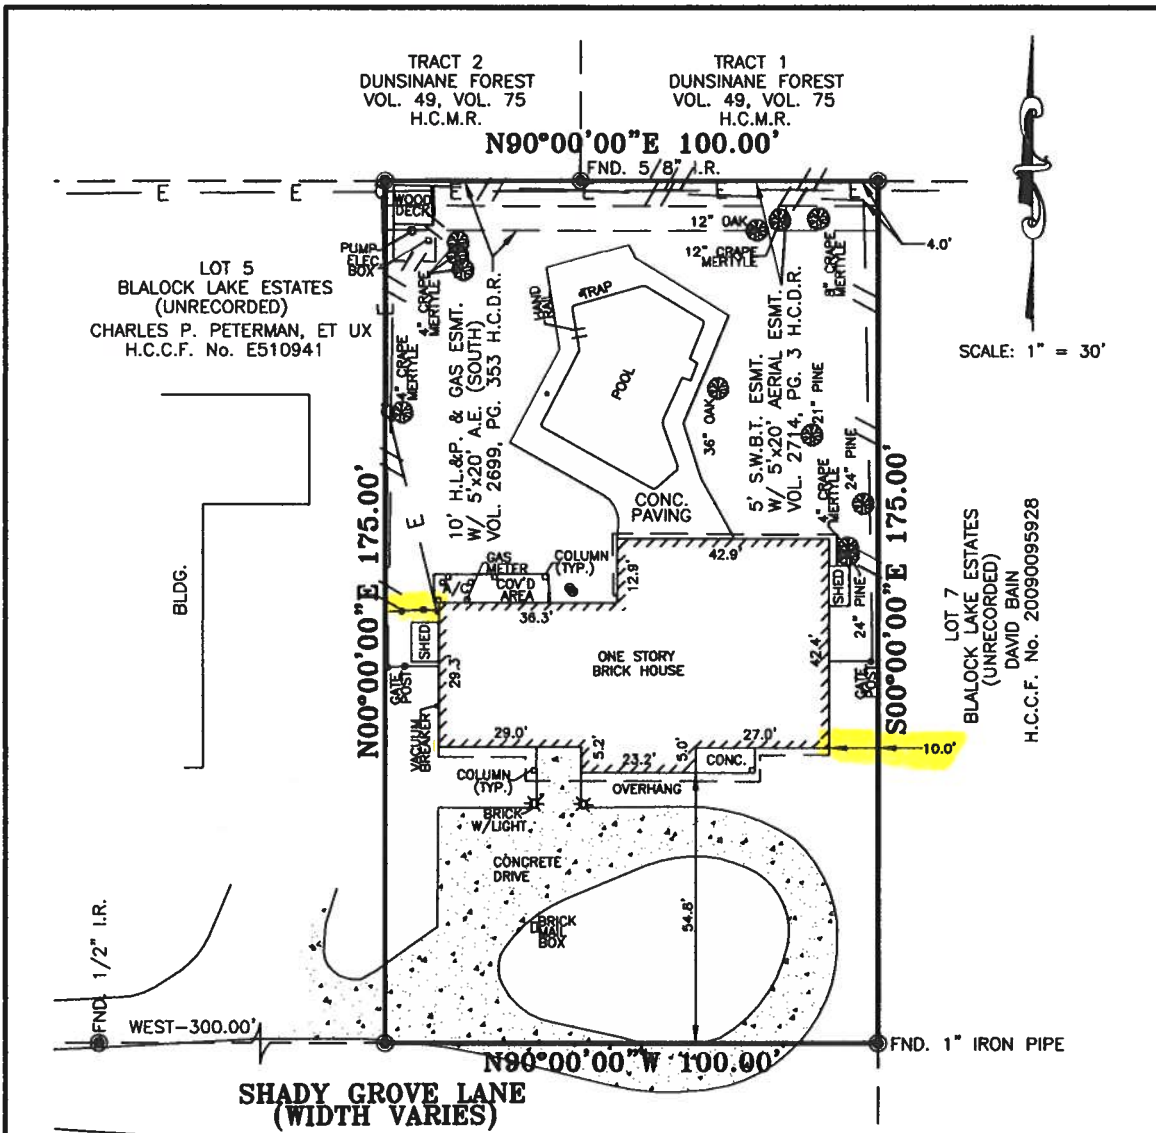 TRACT 2
DUNSINANE FOREST
VOL. 49, VOL. 75
H.C.M.R.
TRACT 1
DUNSINANE FOREST
VOL. 49, VOL. 75
H.C.M.R.
N90°00'00"E 100.00'
FND. 5/8" I.R.
E
E
E
E
E
WOOD
DECK
PUMP
ELEC
BOX
12" OAK
12" CRAPE
MERTYLE
8" CRAPE
MERTYLE
4.0'
LOT 5
BLALOCK LAKE ESTATES
(UNRECORDED)
CHARLES P. PETERMAN, ET UX
H.C.C.F. No. E510941
4" CRAPE
MERTYLE
E
4" CRAPE
MERTYLE
10' H.L.&P. & GAS ESMT.
W/ 5'x20' A.E. (SOUTH)
VOL. 2699, PG. 353 H.C.D.R.
HAND
RAIL
TRAP
POOL
36" OAK
5' S.W.B.T. ESMT.
W/ 5'x20' AERIAL ESMT.
VOL. 2714, PG. 3 H.C.D.R.
21" PINE
24" PINE
4" CRAPE
MERTYLE
SCALE: 1" = 30'
N00°00'00"E 175.00'
S00°00'00"E 175.00'
E
CONC.
PAVING
BLDG.
GAS
METER
COLUMN
(TYP.)
A/C
COV'D
AREA
42.9'
12.9'
36.3'
SHED
24" PINE
SHED
ONE STORY
BRICK HOUSE
29.3'
42.4'
GATE
POST
GATE
POST
VACUUM
BREAKER
LOT 7
BLALOCK LAKE ESTATES
(UNRECORDED)
DAVID BAIN
H.C.C.F. No. 20090095928
29.0'
5.2'
23.2'
5.0'
27.0'
10.0'
CONC.
COLUMN
(TYP.)
OVERHANG
BRICK
W/LIGHT
CONCRETE
DRIVE
BRICK
MAIL
BOX
54.8'
FND. 1/2" I.R.
WEST-300.00'
N90°00'00"W 100.00'
FND. 1" IRON PIPE
SHADY GROVE LANE
(WIDTH VARIES)